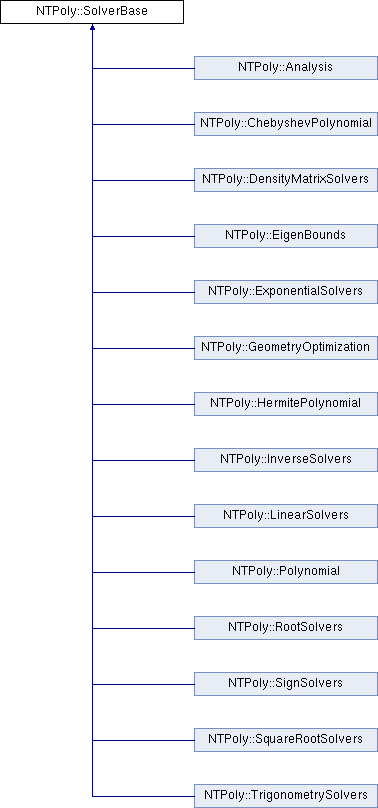 NTPoly::SolverBase
NTPoly::Analysis
NTPoly::ChebyshevPolynomial
NTPoly::DensityMatrixSolvers
NTPoly::EigenBounds
NTPoly::ExponentialSolvers
NTPoly::GeometryOptimization
NTPoly::HermitePolynomial
NTPoly::InverseSolvers
NTPoly::LinearSolvers
NTPoly::Polynomial
NTPoly::RootSolvers
NTPoly::SignSolvers
NTPoly::SquareRootSolvers
NTPoly::TrigonometrySolvers